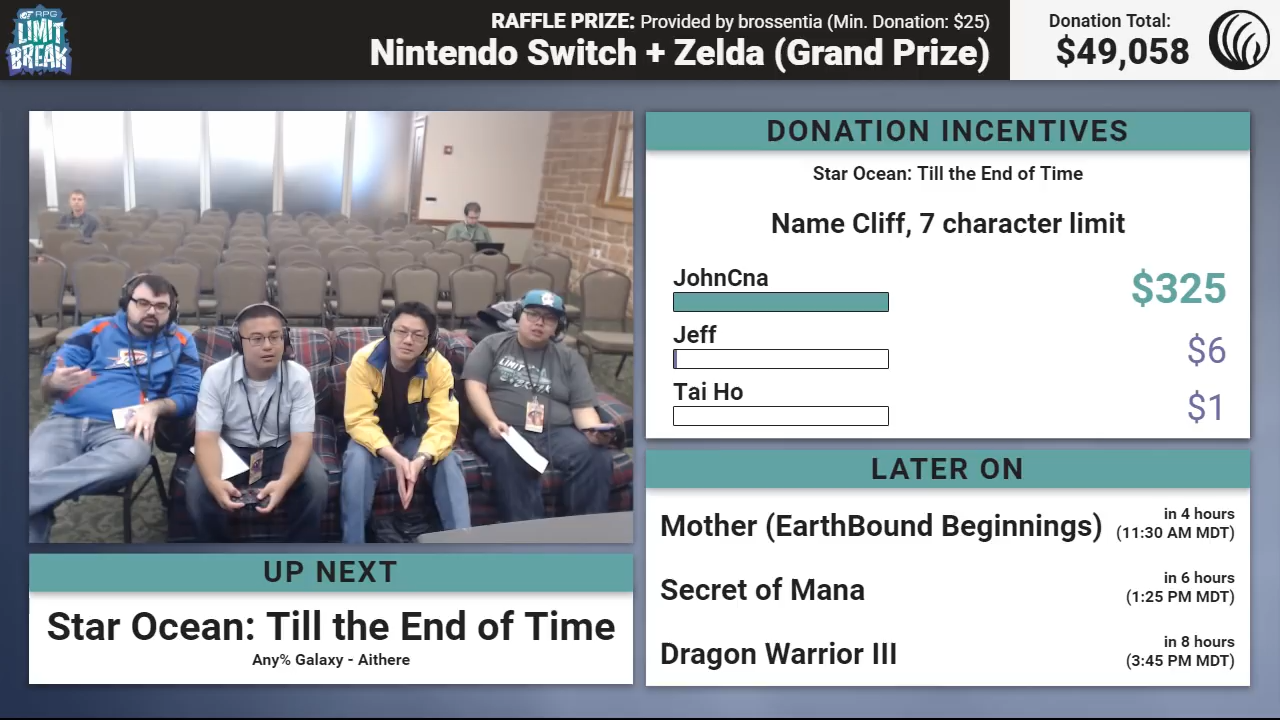 RPG
LIMIT
BREAK
RAFFLE PRIZE: Provided by brossentia (Min. Donation: $25)
Nintendo Switch + Zelda (Grand Prize)
Donation Total:
$49,058
DONATION INCENTIVES
Star Ocean: Till the End of Time
Name Cliff, 7 character limit
JohnCna
$325
Jeff
$6
Tai Ho
$1
UP NEXT
Star Ocean: Till the End of Time
Any% Galaxy - Aithere
LATER ON
Mother (EarthBound Beginnings)
in 4 hours
(11:30 AM MDT)
Secret of Mana
in 6 hours
(1:25 PM MDT)
Dragon Warrior III
in 8 hours
(3:45 PM MDT)